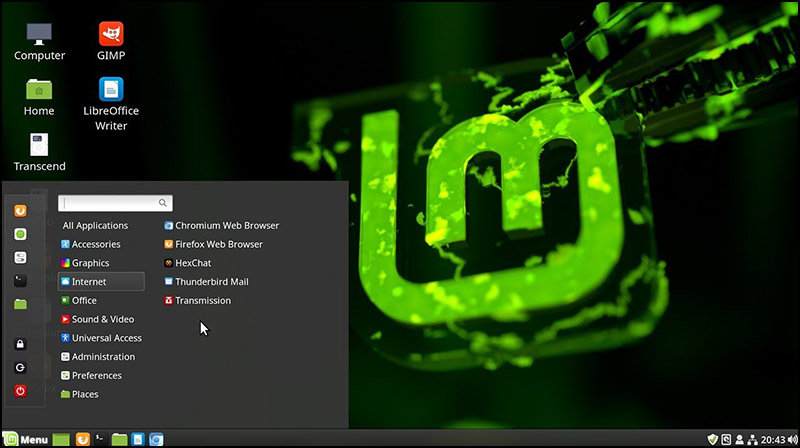 Computer
GIMP
Home
LibreOffice
Writer
Transcend
All Applications
Accessories
Graphics
Internet
Office
Sound & Video
Universal Access
Administration
Preferences
Places
Chromium Web Browser
Firefox Web Browser
HexChat
Thunderbird Mail
Transmission
Menu
20:43